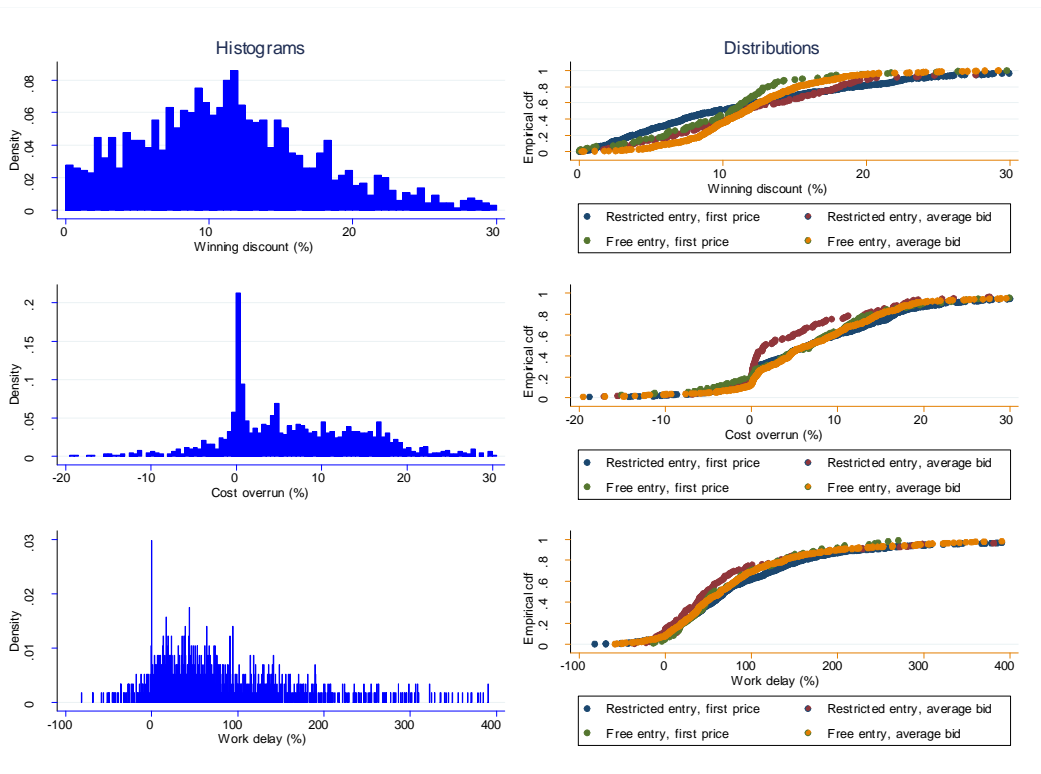 Histograms
Density
0 .02 .04 .06 .08
0 10 20 30
Winning discount (%)
Distributions
Empirical cdf
0 .2 .4 .6 .8 1
0 10 20 30
Winning discount (%)
Restricted entry, first price Restricted entry, average bid
Free entry, first price Free entry, average bid
Density
0 .05 .1 .15 .2
-20 -10 0 10 20 30
Cost overrun (%)
Empirical cdf
0 .2 .4 .6 .8 1
-20 -10 0 10 20 30
Cost overrun (%)
Restricted entry, first price Restricted entry, average bid
Free entry, first price Free entry, average bid
Density
0 .01 .02 .03
-100 0 100 200 300 400
Work delay (%)
Empirical cdf
0 .2 .4 .6 .8 1
-100 0 100 200 300 400
Work delay (%)
Restricted entry, first price Restricted entry, average bid
Free entry, first price Free entry, average bid